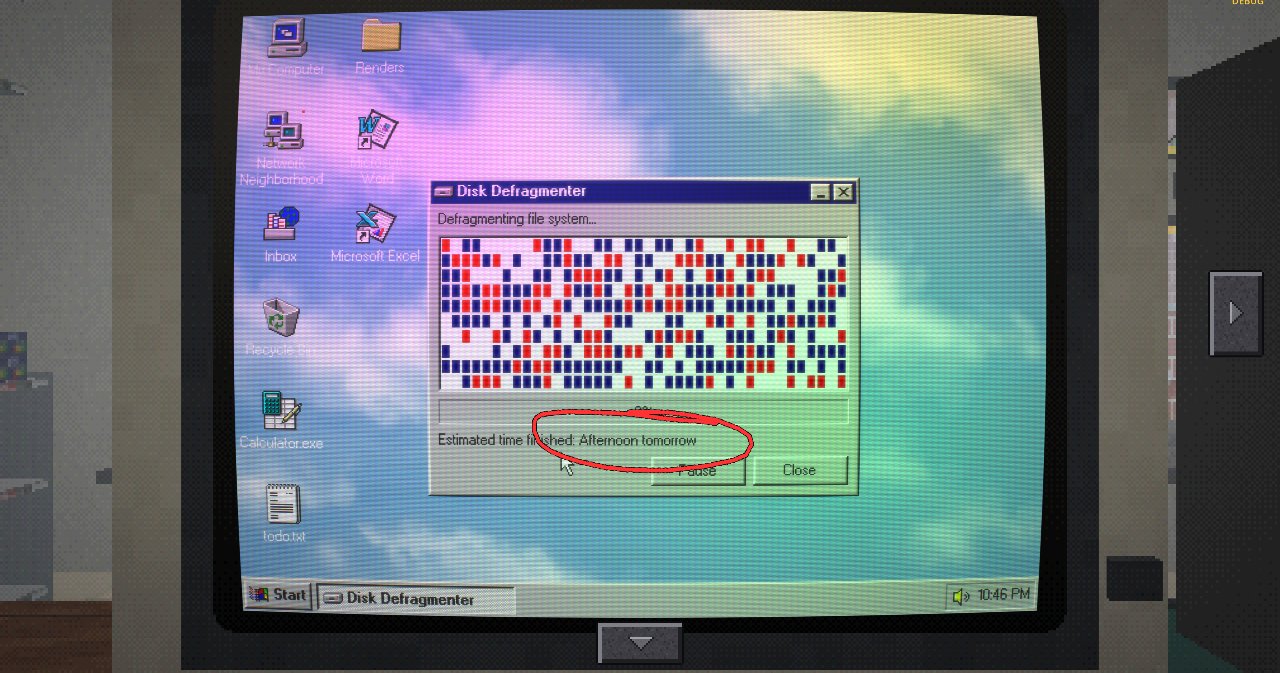 DEBUG
My Computer
Renders
Network
Neighborhood
Microsoft
Word
Inbox
Microsoft Excel
Recycle Bin
Calculator.exe
todo.txt
Disk Defragmenter
Defragmenting file system...
Estimated time finished: Afternoon tomorrow
Pause
Close
Start
Disk Defragmenter
10:46 PM